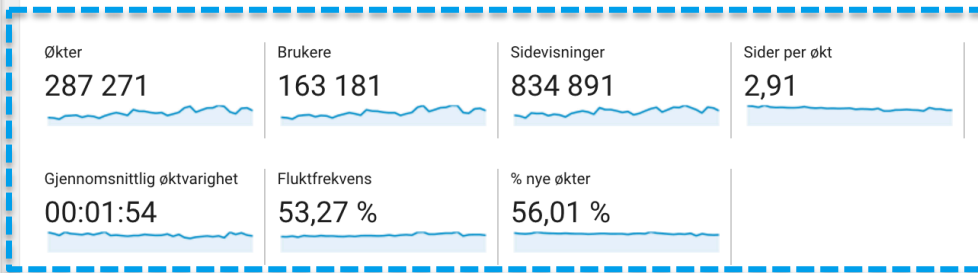 Økter
287 271
Brukere
163 181
Sidevisninger
834 891
Sider per økt
2,91
Gjennomsnittlig øktvarighet
00:01:54
Fluktfrekvens
53,27 %
% nye økter
56,01 %